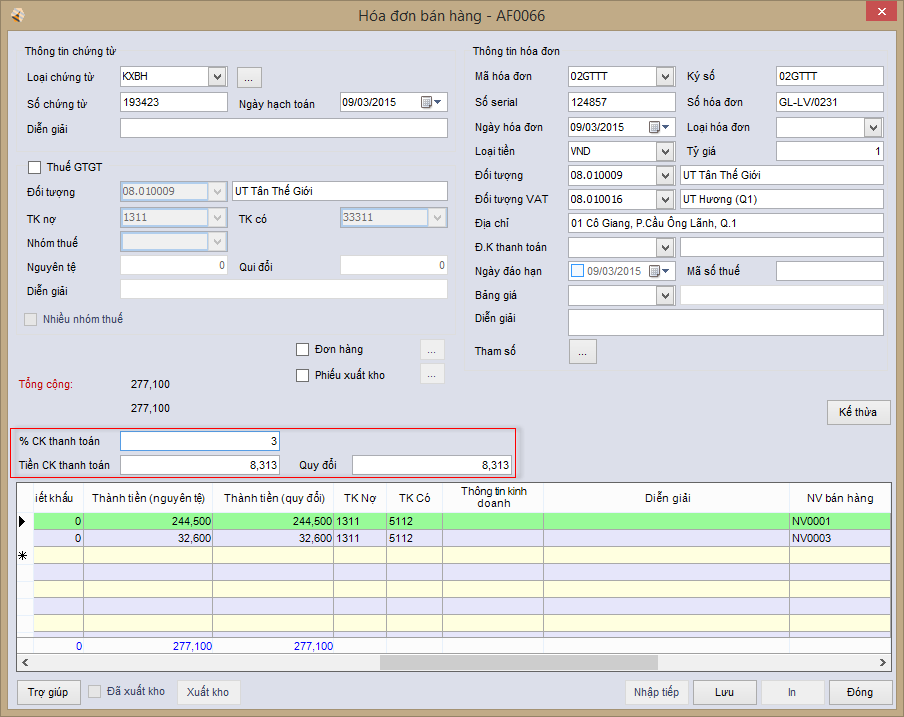 Hóa đơn bán hàng - AF0066
Thông tin chứng từ
Loại chứng từ KXBH ...
Số chứng từ 193423 Ngày hạch toán 09/03/2015
Diễn giải
Thuế GTGT
Đối tượng 08.010009 UT Tân Thế Giới
TK nợ 1311 TK có 33311
Nhóm thuế
Nguyên tệ 0 Qui đổi 0
Diễn giải
Nhiều nhóm thuế
Đơn hàng ...
Phiếu xuất kho ...
Tổng cộng: 277,100
277,100
Thông tin hóa đơn
Mã hóa đơn 02GTTT Ký số 02GTTT
Số serial 124857 Số hóa đơn GL-LV/0231
Ngày hóa đơn 09/03/2015 Loại hóa đơn
Loại tiền VND Tỷ giá 1
Đối tượng 08.010009 UT Tân Thế Giới
Đối tượng VAT 08.010016 UT Hương (Q1)
Địa chỉ 01 Cô Giang, P.Cầu Ông Lãnh, Q.1
Đ.K thanh toán
Ngày đáo hạn 09/03/2015 Mã số thuế
Bảng giá
Diễn giải
Tham số ...
Kế thừa
% CK thanh toán 3
Tiền CK thanh toán 8,313 Quy đổi 8,313
iết khấu Thành tiền (nguyên tệ) Thành tiền (quy đổi) TK Nợ TK Có Thông tin kinh doanh Diễn giải NV bán hàng
0 244,500 244,500 1311 5112 NV0001
0 32,600 32,600 1311 5112 NV0003
0 277,100 277,100
Trợ giúp Đã xuất kho Xuất kho Nhập tiếp Lưu In Đóng